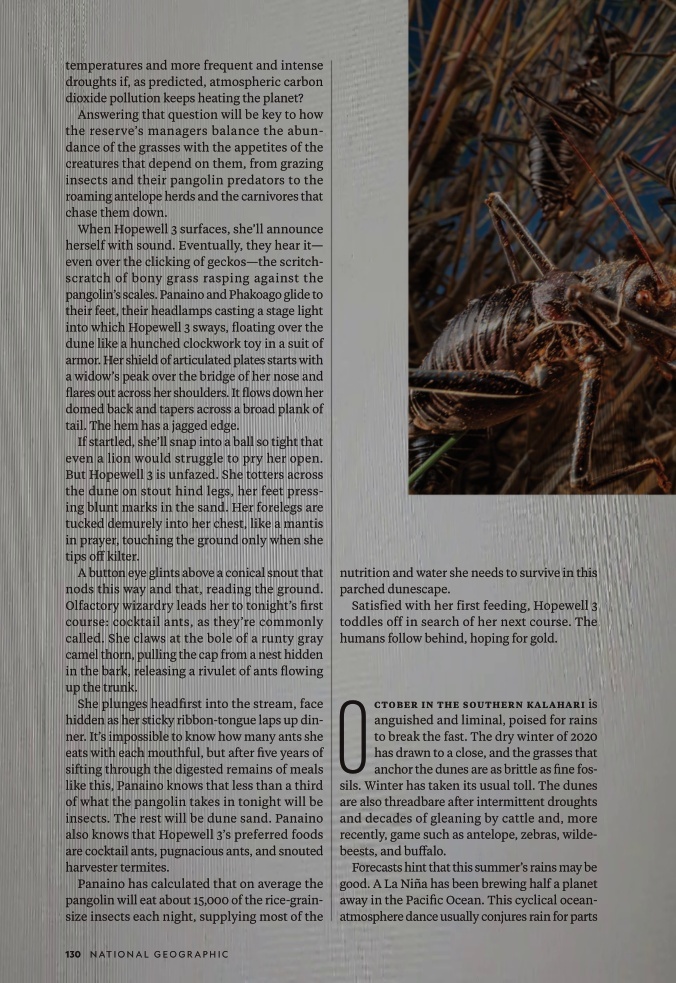 temperatures and more frequent and intense
droughts if, as predicted, atmospheric carbon
dioxide pollution keeps heating the planet?
Answering that question will be key to how
the reserve's managers balance the abun-
dance of the grasses with the appetites of the
creatures that depend on them, from grazing
insects and their pangolin predators to the
roaming antelope herds and the carnivores that
chase them down.
When Hopewell 3 surfaces, she'll announce
herself with sound. Eventually, they hear it—
even over the clicking of geckos—the scritch-
scratch of bony grass rasping against the
pangolin's scales. Panaino and Phakoago glide to
their feet, their headlamps casting a stage light
into which Hopewell 3 sways, floating over the
dune like a hunched clockwork toy in a suit of
armor. Her shield of articulated plates starts with
a widow's peak over the bridge of her nose and
flares out across her shoulders. It flows down her
domed back and tapers across a broad plank of
tail. The hem has a jagged edge.
If startled, she'll snap into a ball so tight that
even a lion would struggle to pry her open.
But Hopewell 3 is unfazed. She totters across
the dune on stout hind legs, her feet press-
ing blunt marks in the sand. Her forelegs are
tucked demurely into her chest, like a mantis
in prayer, touching the ground only when she
tips off kilter.
A button eye glints above a conical snout that
nods this way and that, reading the ground.
Olfactory wizardry leads her to tonight's first
course: cocktail ants, as they're commonly
called. She claws at the bole of a runty gray
camel thorn, pulling the cap from a nest hidden
in the bark, releasing a rivulet of ants flowing
up the trunk.
She plunges headfirst into the stream, face
hidden as her sticky ribbon-tongue laps up din-
ner. It's impossible to know how many ants she
eats with each mouthful, but after five years of
sifting through the digested remains of meals
like this, Panaino knows that less than a third
of what the pangolin takes in tonight will be
insects. The rest will be dune sand. Panaino
also knows that Hopewell 3's preferred foods
are cocktail ants, pugnacious ants, and snouted
harvester termites.
Panaino has calculated that on average the
pangolin will eat about 15,000 of the rice-grain-
size insects each night, supplying most of the
nutrition and water she needs to survive in this
parched dunescape.
Satisfied with her first feeding, Hopewell 3
toddles off in search of her next course. The
humans follow behind, hoping for gold.
OCTOBER IN THE SOUTHERN KALAHARI is
anguished and liminal, poised for rains
to break the fast. The dry winter of 2020
has drawn to a close, and the grasses that
anchor the dunes are as brittle as fine fos-
sils. Winter has taken its usual toll. The dunes
are also threadbare after intermittent droughts
and decades of gleaning by cattle and, more
recently, game such as antelope, zebras, wilde-
beests, and buffalo.
Forecasts hint that this summer's rains may be
good. A La Niña has been brewing half a planet
away in the Pacific Ocean. This cyclical ocean-
atmosphere dance usually conjures rain for parts
130 NATIONAL GEOGRAPHIC